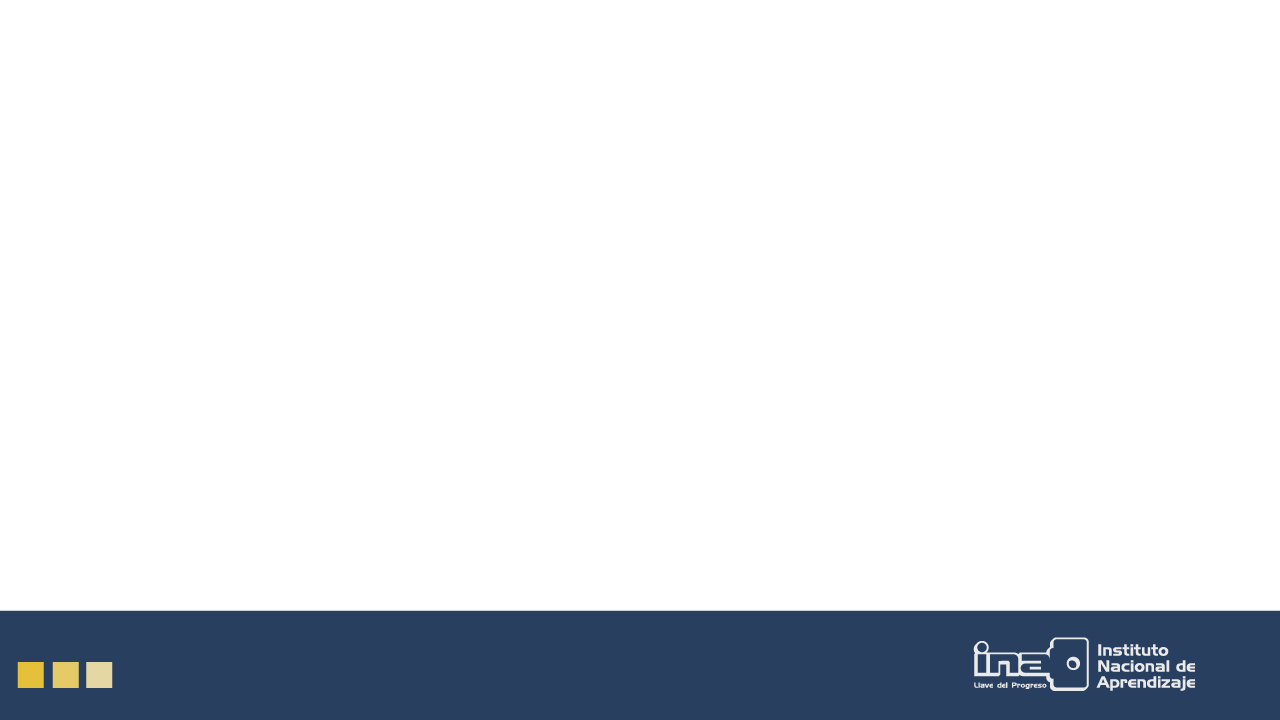 ina
Llave del Progreso
Instituto
Nacional de
Aprendizaje